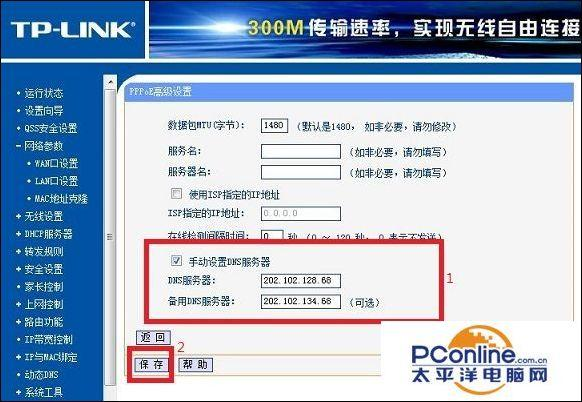 TP-LINK®
300M 传输速率，实现无线自由连接
• 运行状态
• 设置向导
• QSS安全设置
- 网络参数
• WAN口设置
• LAN口设置
• MAC地址克隆
+ 无线设置
+ DHCP服务器
+ 转发规则
+ 安全设置
• 家长控制
+ 上网控制
+ 路由功能
+ IP带宽控制
+ IP与MAC绑定
• 动态DNS
+ 系统工具
PPPoE高级设置
数据包MTU(字节)： 1480 （默认是1480， 如非必要，请勿修改）
服务名： （如非必要，请勿填写）
服务器名： （如非必要，请勿填写）
使用ISP指定的IP地址
ISP指定的IP地址： 0.0.0.0
在线检测间隔时间： 0 秒 （0 ～ 120 秒，0 表示不发送）
手动设置DNS服务器
DNS服务器： 202.102.128.68
备用DNS服务器： 202.102.134.68 （可选）
1
返 回
2
保 存 帮 助
PConline
.com.cn
太平洋电脑网